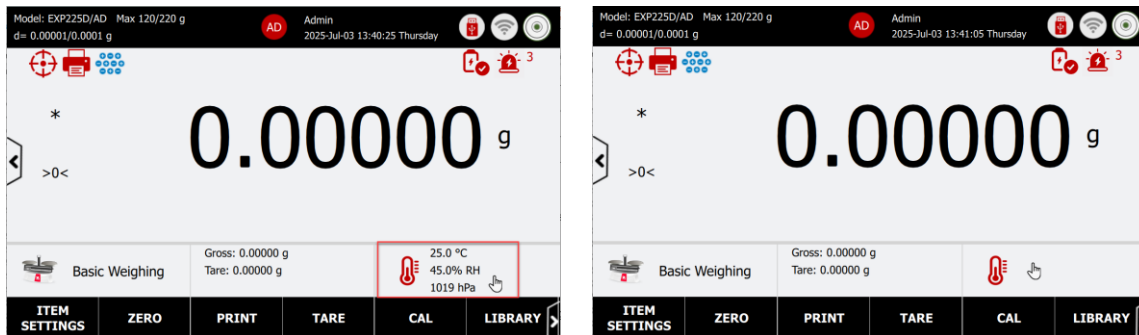 Model: EXP225D/AD Max 120/220 g
d= 0.00001/0.0001 g
AD
Admin
2025-Jul-03 13:40:25 Thursday
3
*
0.00000 g
>0<
Basic Weighing
Gross: 0.00000 g
Tare: 0.00000 g
25.0 °C
45.0% RH
1019 hPa
ITEM SETTINGS
ZERO
PRINT
TARE
CAL
LIBRARY
Model: EXP225D/AD Max 120/220 g
d= 0.00001/0.0001 g
AD
Admin
2025-Jul-03 13:41:05 Thursday
3
*
0.00000 g
>0<
Basic Weighing
Gross: 0.00000 g
Tare: 0.00000 g
ITEM SETTINGS
ZERO
PRINT
TARE
CAL
LIBRARY